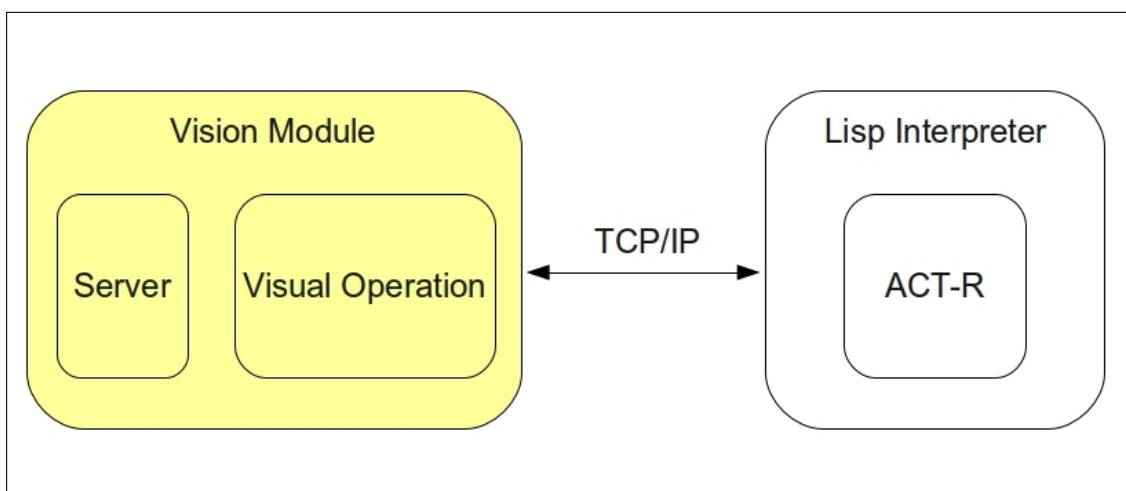 Vision Module
Lisp Interpreter
Server
Visual Operation
TCP/IP
ACT-R